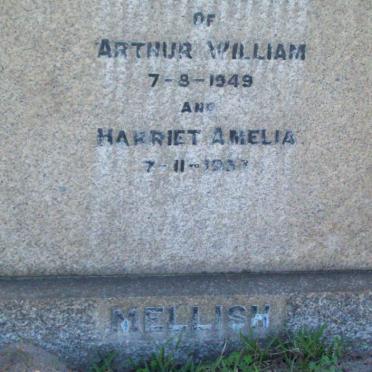 OF
ARTHUR WILLIAM
7-8-1949
AND
HARRIET AMELIA
MELLISH